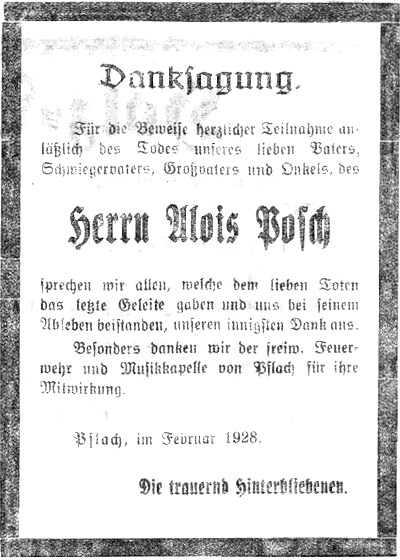 Danksagung.
Für die Beweise herzlicher Teilnahme an-
läßlich des Todes unseres lieben Vaters,
Schwiegervaters, Großvaters und Onkels, des
Herrn Alois Posch
sprechen wir allen, welche dem lieben Toten
das letzte Geleite gaben und uns bei seinem
Ableben beistanden, unseren innigsten Dank aus.
Besonders danken wir der freiw. Feuer-
wehr und Musikkapelle von Pflach für ihre
Mitwirkung.
Pflach, im Februar 1928.
Die trauernd Hinterbliebenen.